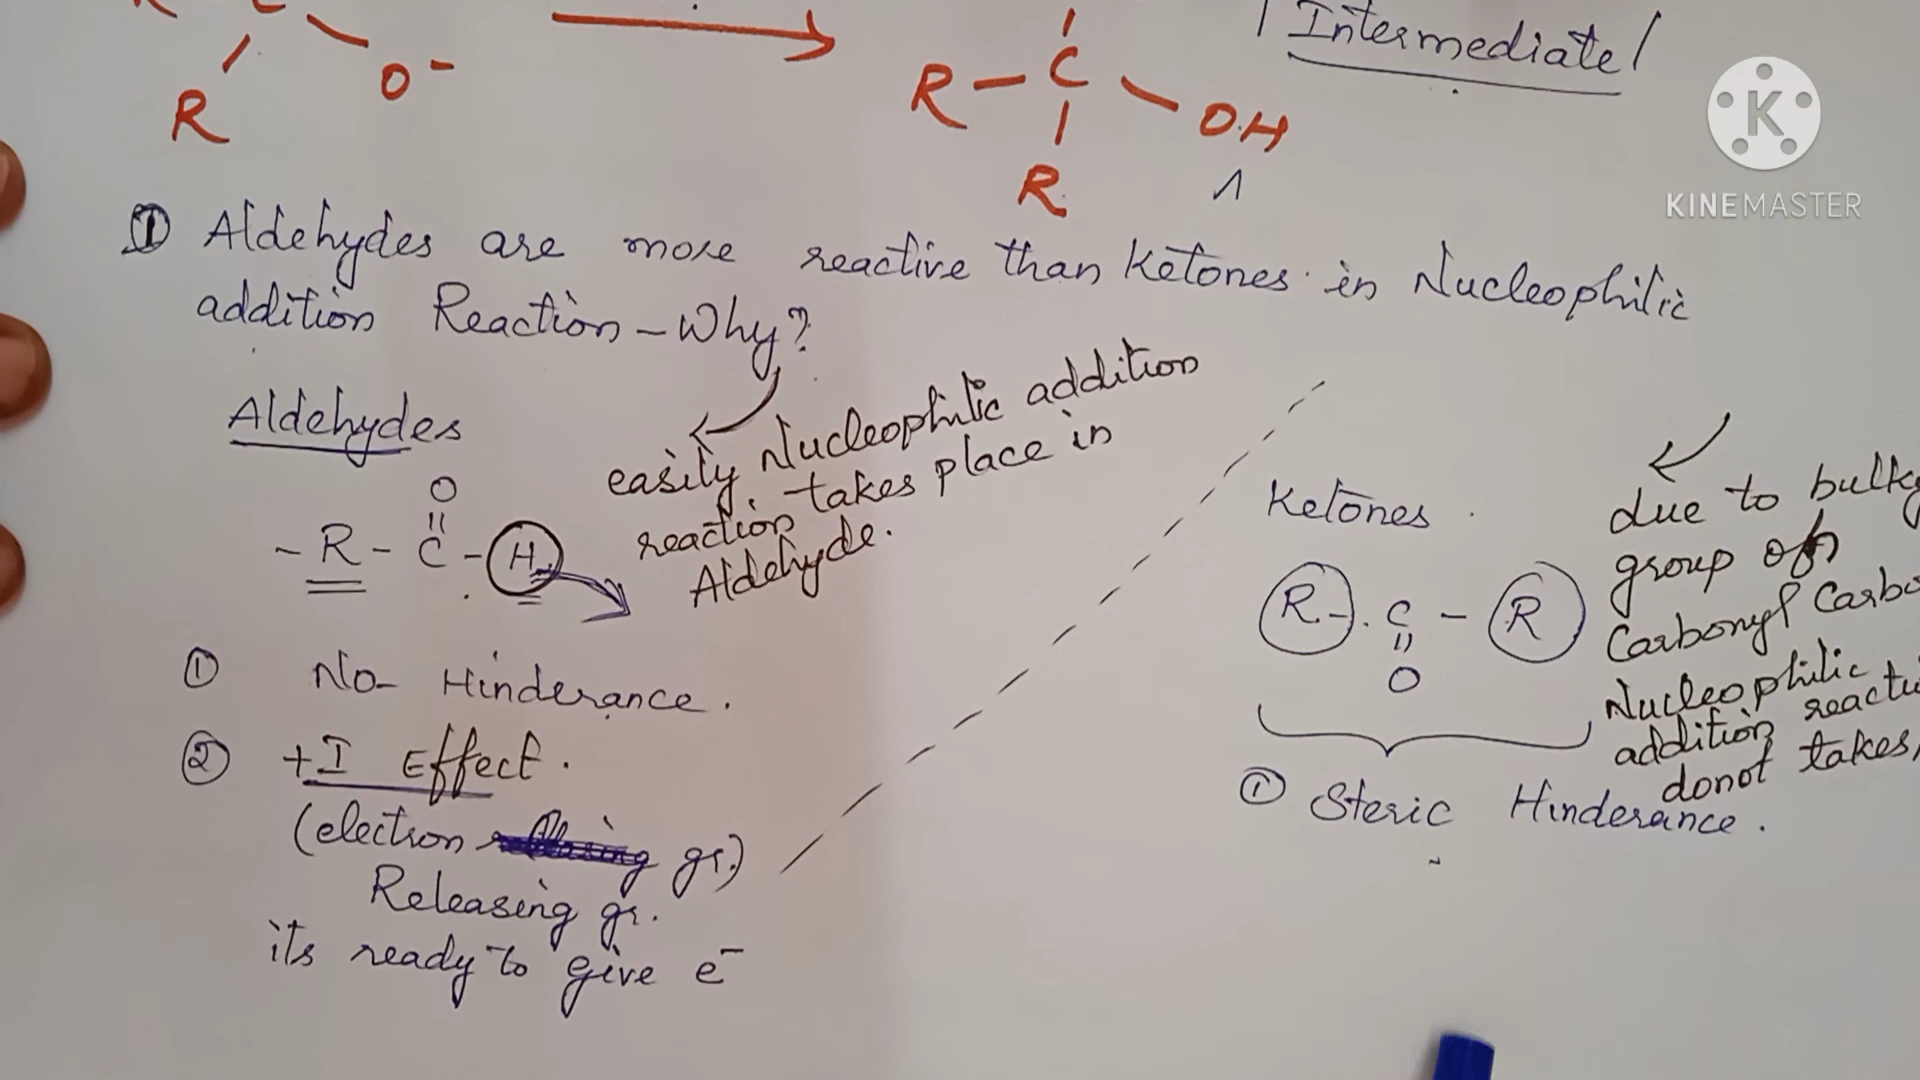 O⁻
R
R-C-OH
R
Intermediate
K
KINEMASTER
① Aldehydes are more reactive than Ketones in Nucleophilic
addition Reaction - Why?
Aldehydes
easily Nucleophilic addition
reaction takes place in
Aldehyde.
O
||
-R-C-H
① No- Hinderance.
② +I Effect.
(election gr.)
Releasing gr.
its ready to give e⁻
Ketones
due to bulky
group of
Carbonyl Carbo
Nucleophilic
addition reacti
donot takes,
R-C-R
||
O
① Steric Hinderance.